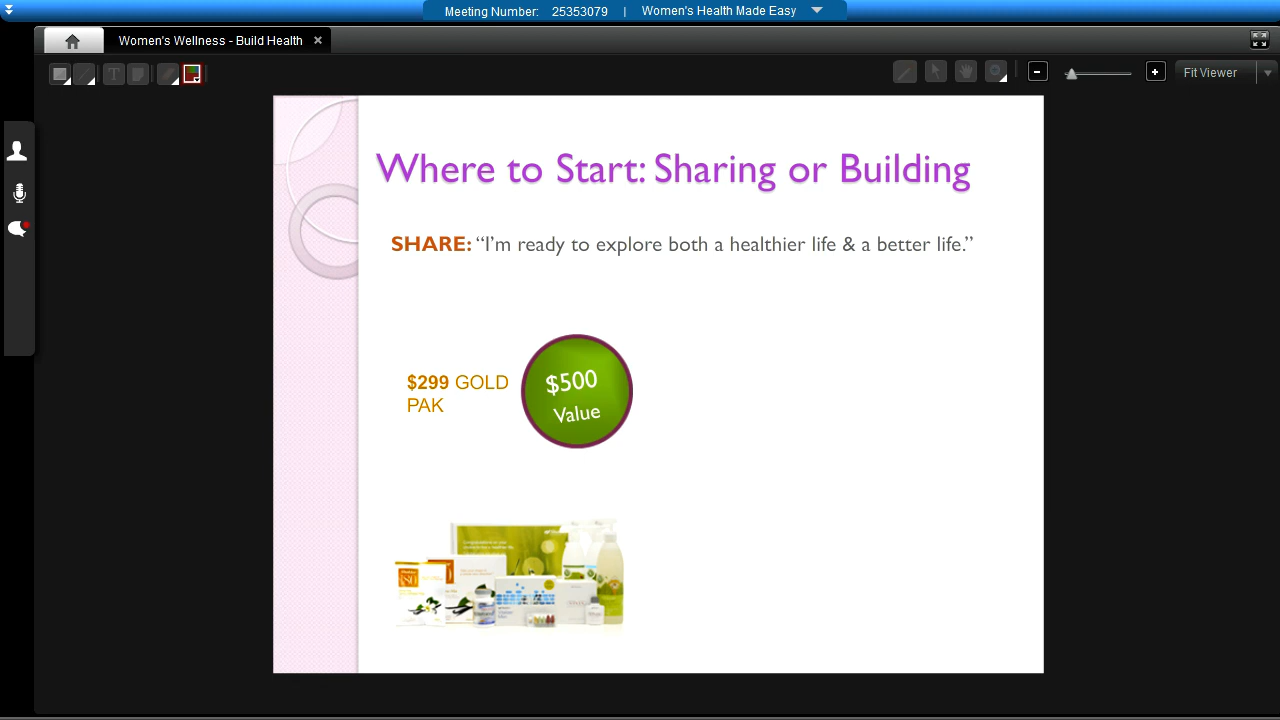 Meeting Number: 25353079 | Women's Health Made Easy
Women's Wellness - Build Health
Fit Viewer
Where to Start: Sharing or Building
SHARE: “I’m ready to explore both a healthier life & a better life.”
$299 GOLD
PAK
$500
Value